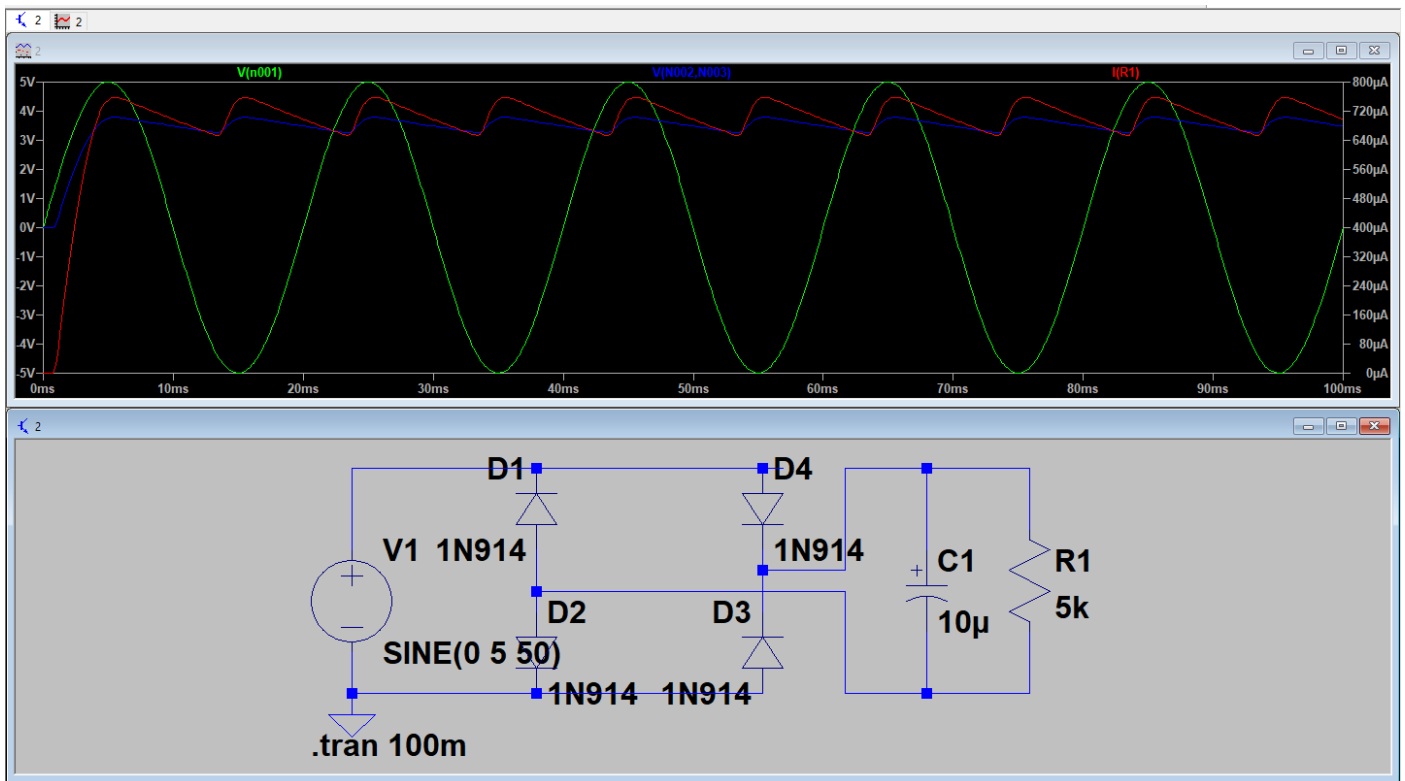 2 2
2
V(n001) V(N002,N003) I(R1)
5V 800µA
4V 720µA
3V 640µA
2V 560µA
1V 480µA
0V 400µA
-1V 320µA
-2V 240µA
-3V 160µA
-4V 80µA
-5V 0µA
0ms 10ms 20ms 30ms 40ms 50ms 60ms 70ms 80ms 90ms 100ms
2
D1 D4
V1 1N914 1N914 C1 R1
D2 D3 10µ 5k
SINE(0 5 50)
1N914 1N914
.tran 100m